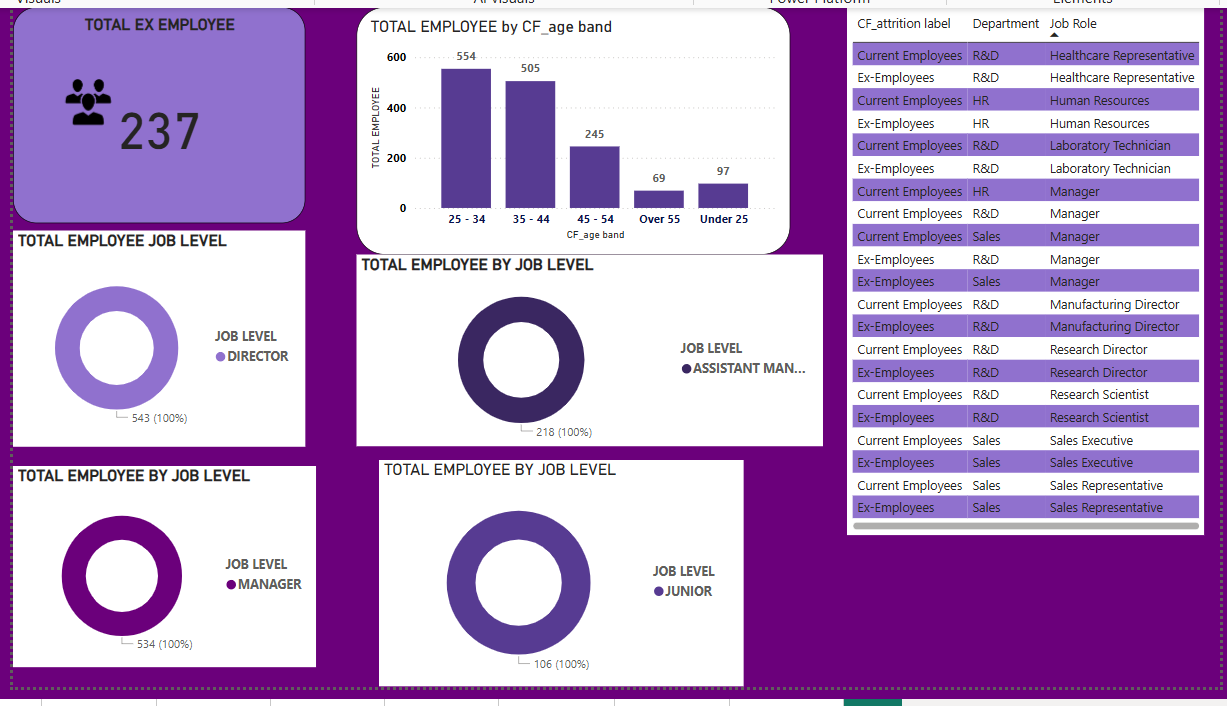 Visuals
AI visuals
Power Platform
Elements
TOTAL EX EMPLOYEE
237
TOTAL EMPLOYEE by CF_age band
TOTAL EMPLOYEE
600
400
200
0
554
505
245
69
97
25 - 34
35 - 44
45 - 54
Over 55
Under 25
CF_age band
TOTAL EMPLOYEE JOB LEVEL
JOB LEVEL
DIRECTOR
543 (100%)
TOTAL EMPLOYEE BY JOB LEVEL
JOB LEVEL
ASSISTANT MAN...
218 (100%)
TOTAL EMPLOYEE BY JOB LEVEL
JOB LEVEL
MANAGER
534 (100%)
TOTAL EMPLOYEE BY JOB LEVEL
JOB LEVEL
JUNIOR
106 (100%)
CF_attrition label Department Job Role
Current Employees R&D Healthcare Representative
Ex-Employees R&D Healthcare Representative
Current Employees HR Human Resources
Ex-Employees HR Human Resources
Current Employees R&D Laboratory Technician
Ex-Employees R&D Laboratory Technician
Current Employees HR Manager
Current Employees R&D Manager
Current Employees Sales Manager
Ex-Employees R&D Manager
Ex-Employees Sales Manager
Current Employees R&D Manufacturing Director
Ex-Employees R&D Manufacturing Director
Current Employees R&D Research Director
Ex-Employees R&D Research Director
Current Employees R&D Research Scientist
Ex-Employees R&D Research Scientist
Current Employees Sales Sales Executive
Ex-Employees Sales Sales Executive
Current Employees Sales Sales Representative
Ex-Employees Sales Sales Representative